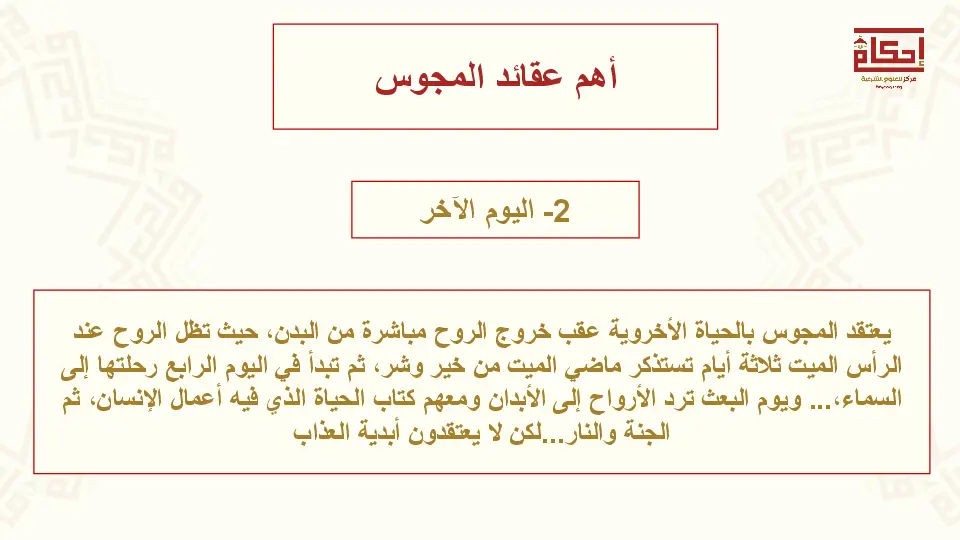 إحكام
مركز للعلوم الشرعية
أهم عقائد المجوس
2- اليوم الآخر
يعتقد المجوس بالحياة الأخروية عقب خروج الروح مباشرة من البدن، حيث تظل الروح عند
الرأس الميت ثلاثة أيام تستذكر ماضي الميت من خير وشر، ثم تبدأ في اليوم الرابع رحلتها إلى
السماء،... ويوم البعث ترد الأرواح إلى الأبدان ومعهم كتاب الحياة الذي فيه أعمال الإنسان، ثم
الجنة والنار...لكن لا يعتقدون أبدية العذاب